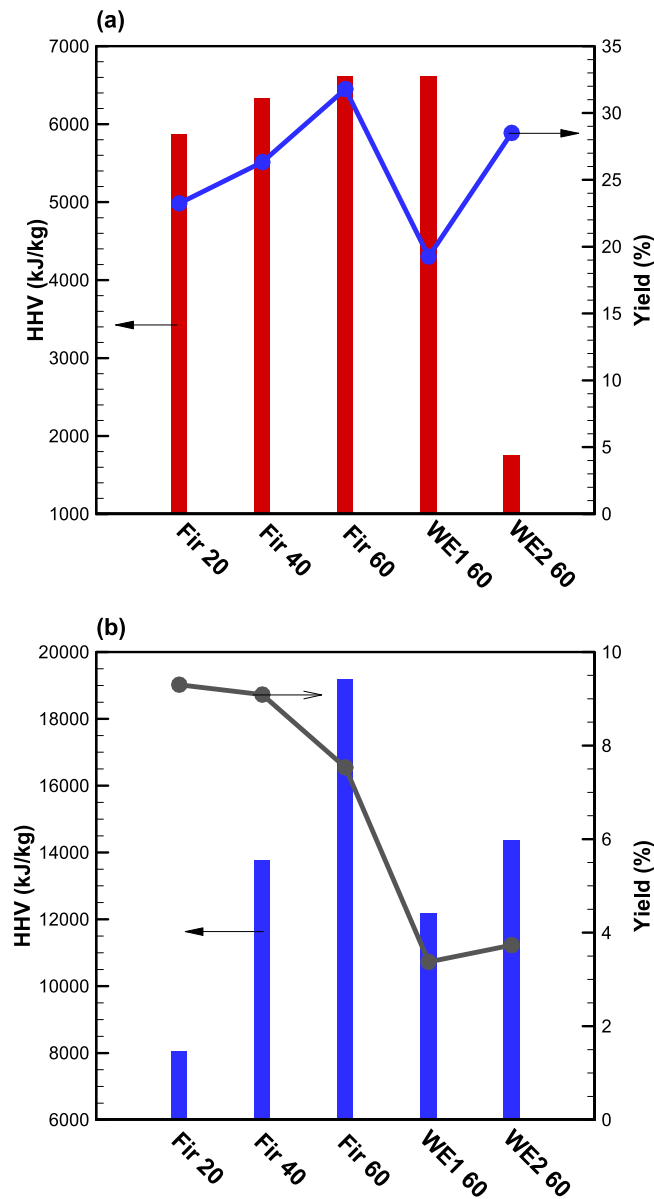 (a)
7000
6000
5000
4000
3000
2000
1000
HHV (kJ/kg)
35
30
25
20
15
10
5
0
Yield (%)
Fir 20
Fir 40
Fir 60
WE1 60
WE2 60
(b)
20000
18000
16000
14000
12000
10000
8000
6000
HHV (kJ/kg)
10
8
6
4
2
0
Yield (%)
Fir 20
Fir 40
Fir 60
WE1 60
WE2 60